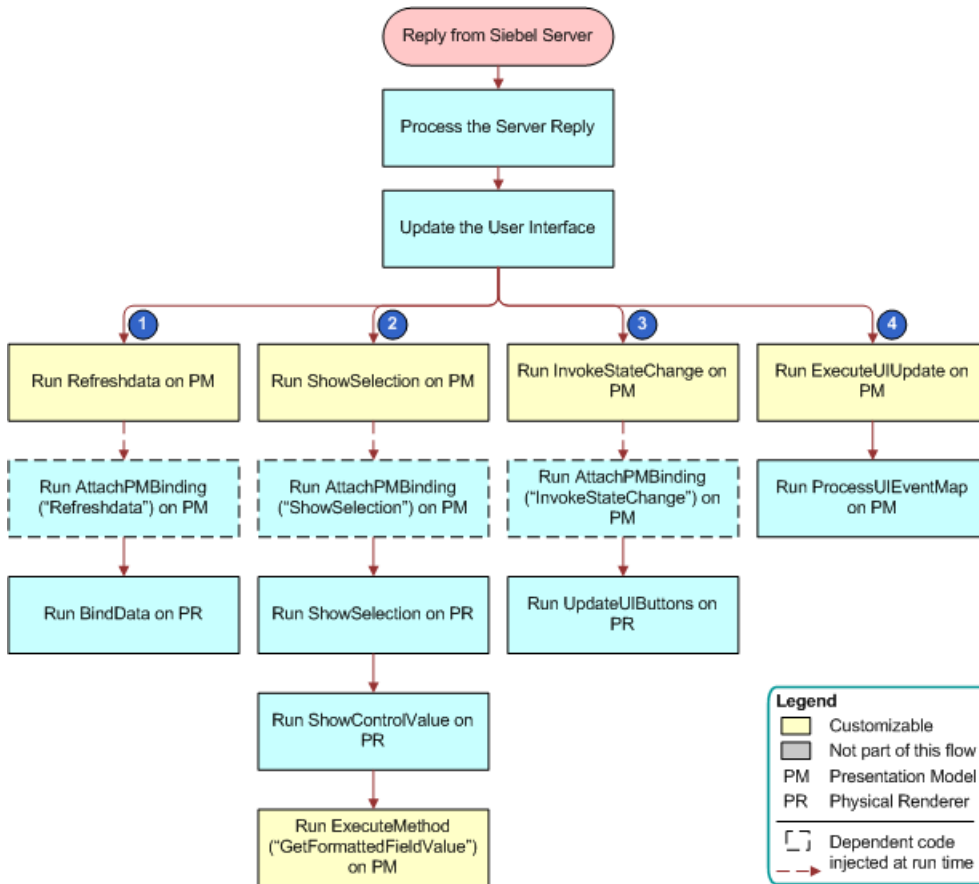 Reply from Siebel Server
Process the Server Reply
Update the User Interface
1
2
3
4
Run Refreshdata on PM
Run ShowSelection on PM
Run InvokeStateChange on
PM
Run ExecuteUIUpdate on
PM
Run AttachPMBinding
(“Refreshdata”) on PM
Run AttachPMBinding
(“ShowSelection”) on PM
Run AttachPMBinding
(“InvokeStateChange”) on
PM
Run ProcessUIEventMap
on PM
Run BindData on PR
Run ShowSelection on PR
Run UpdateUIButtons on
PR
Run ShowControlValue on
PR
Run ExecuteMethod
(“GetFormattedFieldValue”)
on PM
Legend
Customizable
Not part of this flow
PM Presentation Model
PR Physical Renderer
Dependent code
injected at run time